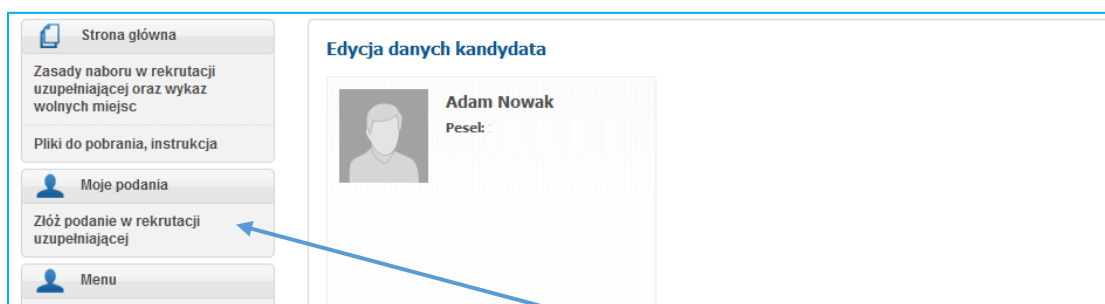 Strona główna
Zasady naboru w rekrutacji
uzupełniającej oraz wykaz
wolnych miejsc
Pliki do pobrania, instrukcja
Moje podania
Złóż podanie w rekrutacji
uzupełniającej
Menu
Edycja danych kandydata
Adam Nowak
Pesel: